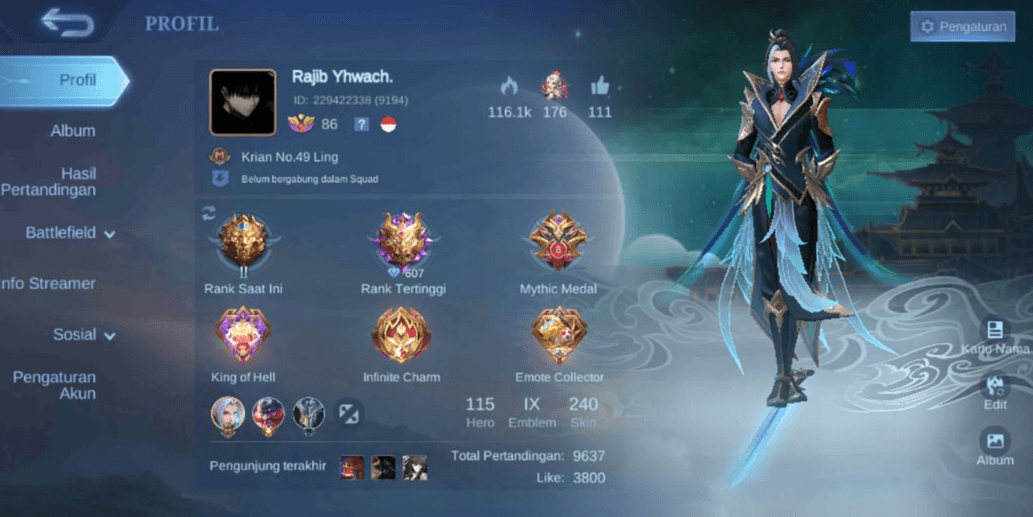 PROFIL
Pengaturan
Profil
Album
Hasil
Pertandingan
Battlefield
nfo Streamer
Sosial
Pengaturan
Akun
Rajib Yhwach.
ID: 229422338 (9194)
86
?
116.1k 176 111
M Krian No.49 Ling
Belum bergabung dalam Squad
II
607
8
Rank Saat Ini Rank Tertinggi Mythic Medal
King of Hell Infinite Charm Emote Collector
115 IX 240
Hero Emblem Skin
Pengunjung terakhir
Total Pertandingan: 9637
Like: 3800
Kartu Nama
Edit
Album